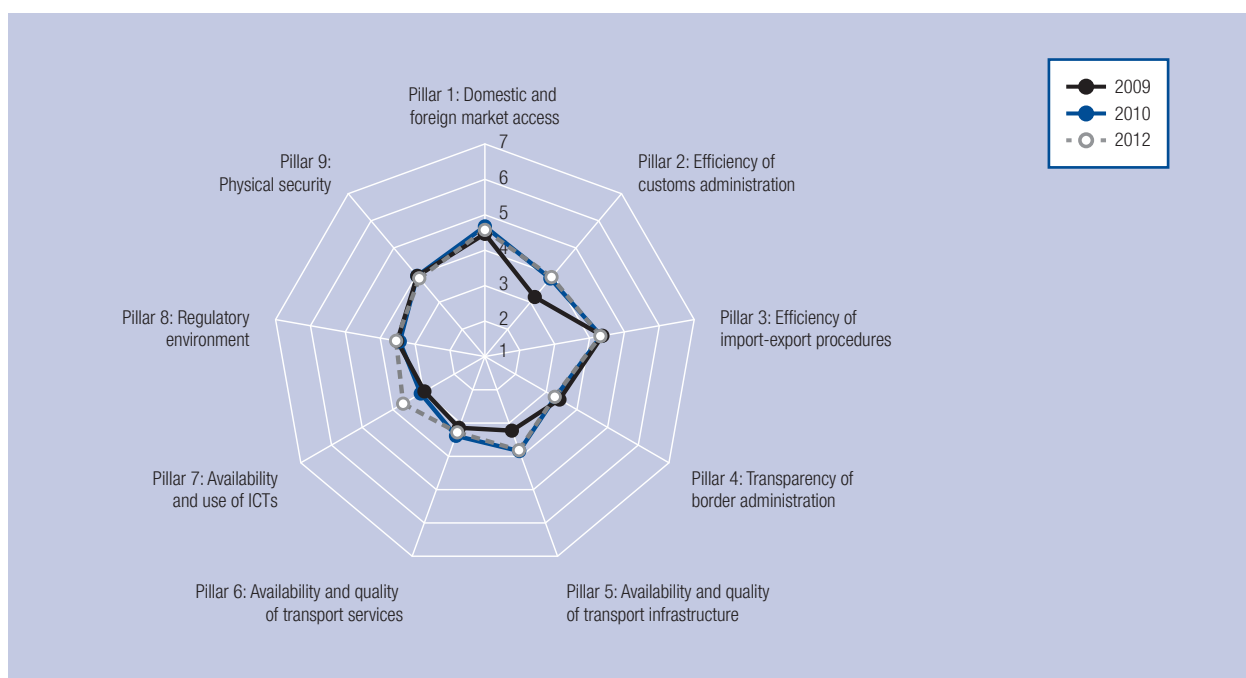 2009
2010
2012
Pillar 1: Domestic and
foreign market access
Pillar 2: Efficiency of
customs administration
Pillar 3: Efficiency of
import-export procedures
Pillar 4: Transparency of
border administration
Pillar 5: Availability and quality
of transport infrastructure
Pillar 6: Availability and quality
of transport services
Pillar 7: Availability
and use of ICTs
Pillar 8: Regulatory
environment
Pillar 9:
Physical security
7
6
5
4
3
2
1